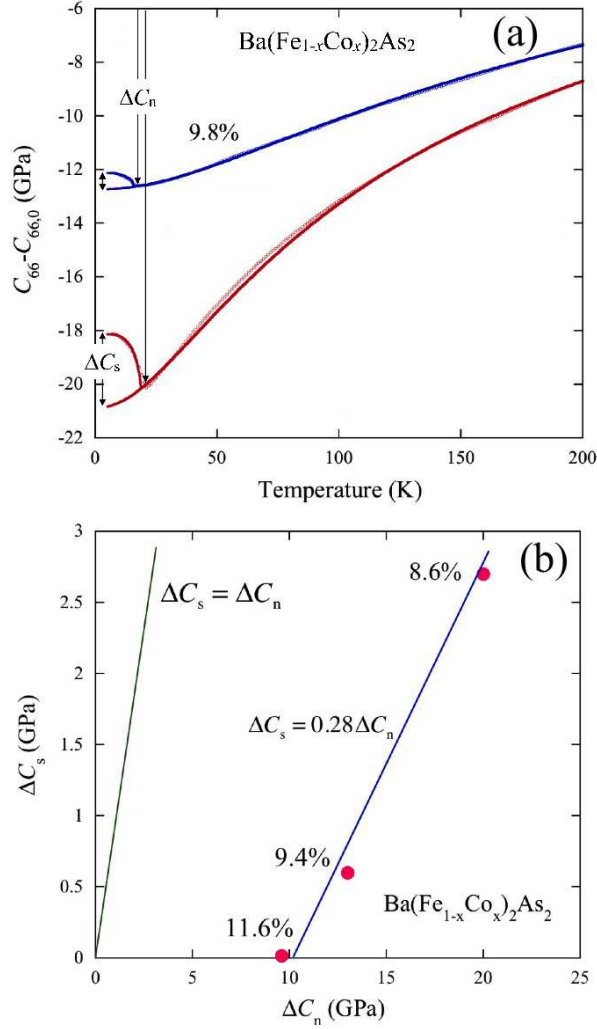 (a)
Ba(Fe1-xCox)2As2
ΔCn
9.8%
ΔCs
C66-C66,0 (GPa)
-6
-8
-10
-12
-14
-16
-18
-20
-22
0
50
100
150
200
Temperature (K)
(b)
ΔCs = ΔCn
8.6%
ΔCs=0.28ΔCn
9.4%
11.6%
Ba(Fe1-xCox)2As2
ΔCs (GPa)
3
2.5
2
1.5
1
0.5
0
0
5
10
15
20
25
ΔCn (GPa)